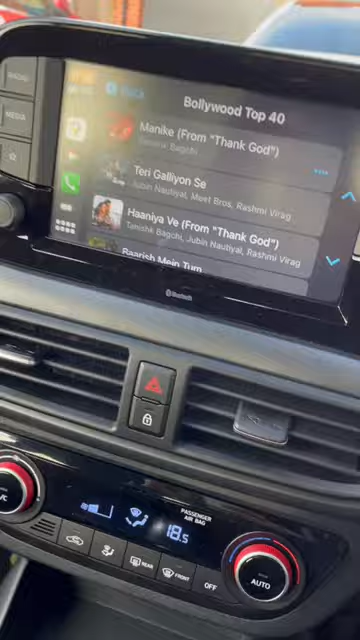 RADIO
MEDIA
Back
Bollywood Top 40
Manike (From "Thank God")
Bagchi
Teri Galliyon Se
Jubin Nautiyal, Meet Bros, Rashmi Virag
Haaniya Ve (From "Thank God")
Tanishk Bagchi, Jubin Nautiyal, Rashmi Virag
Baarish Mein Tum
Bluetooth
PASSENGER
AIR BAG
18.5
REAR
FRONT
OFF
AUTO